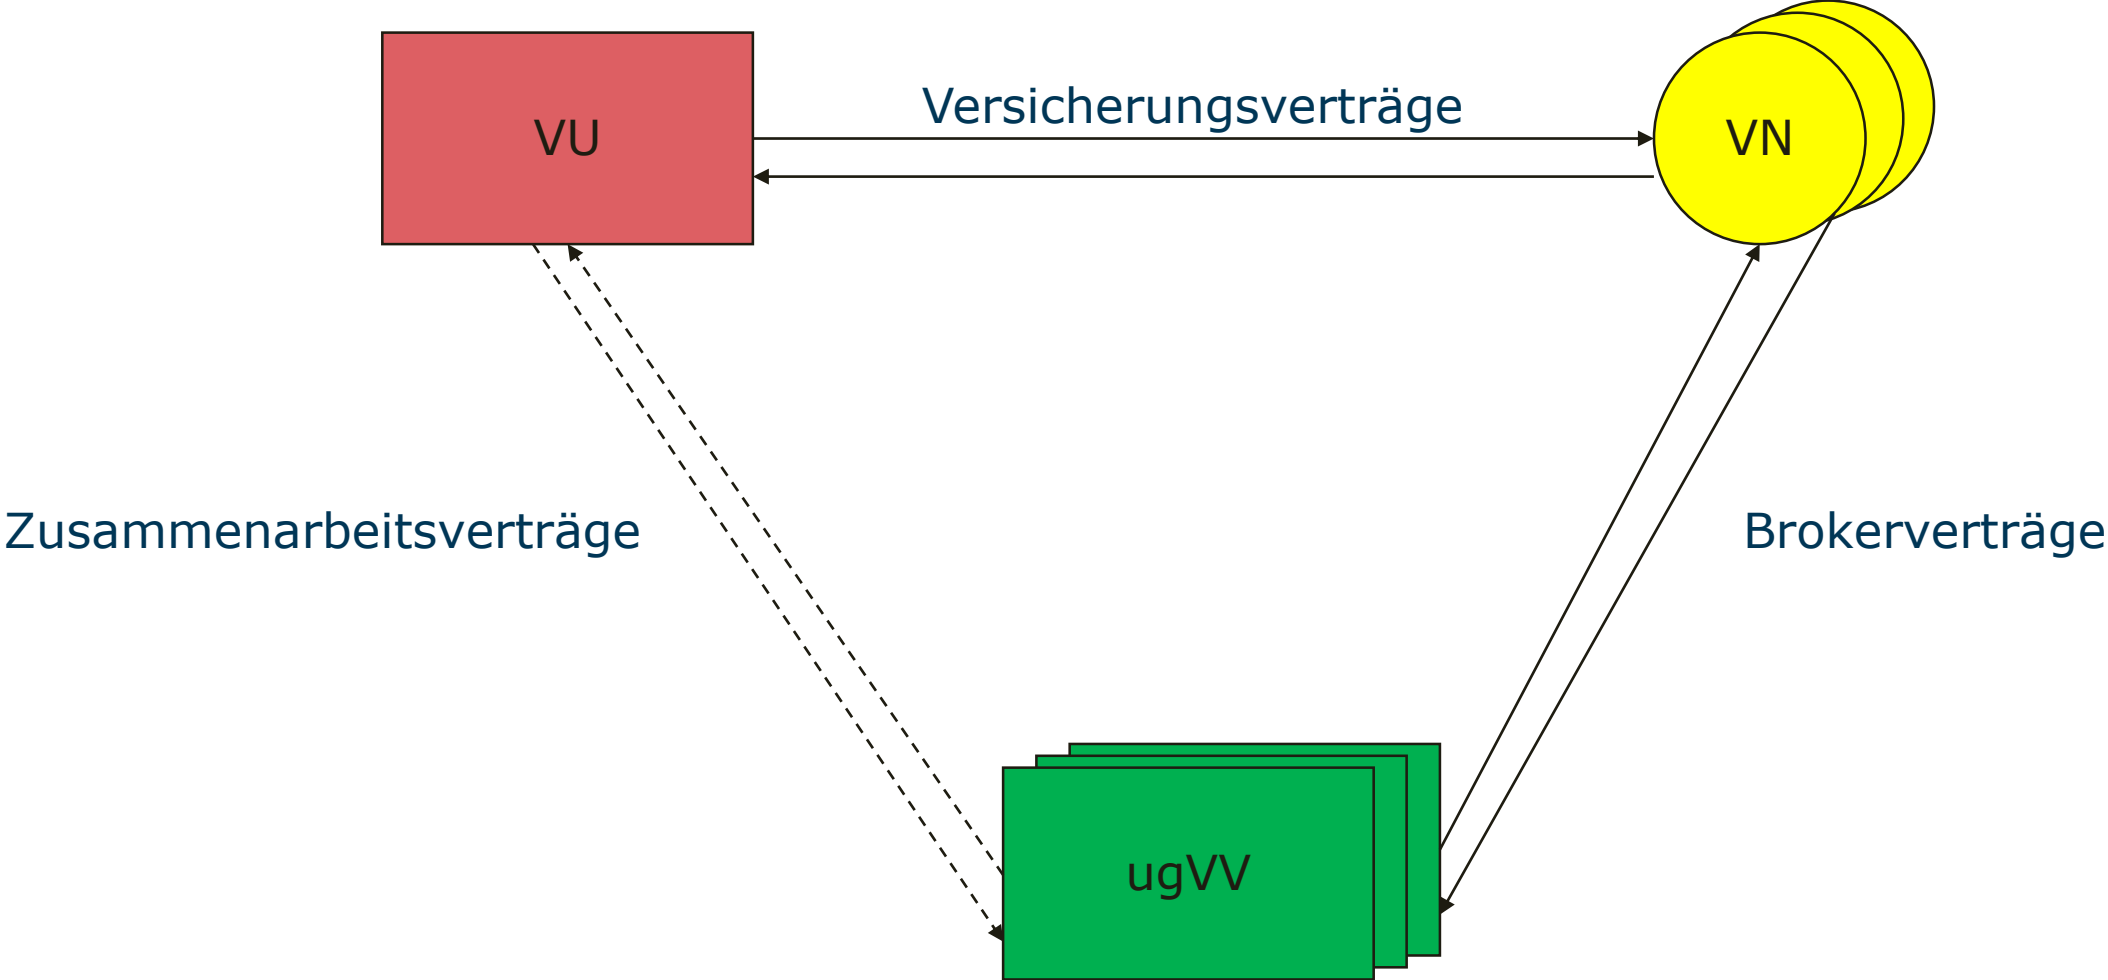 Versicherungsverträge
VU
VN
Zusammenarbeitsverträge
Brokerverträge
ugVV